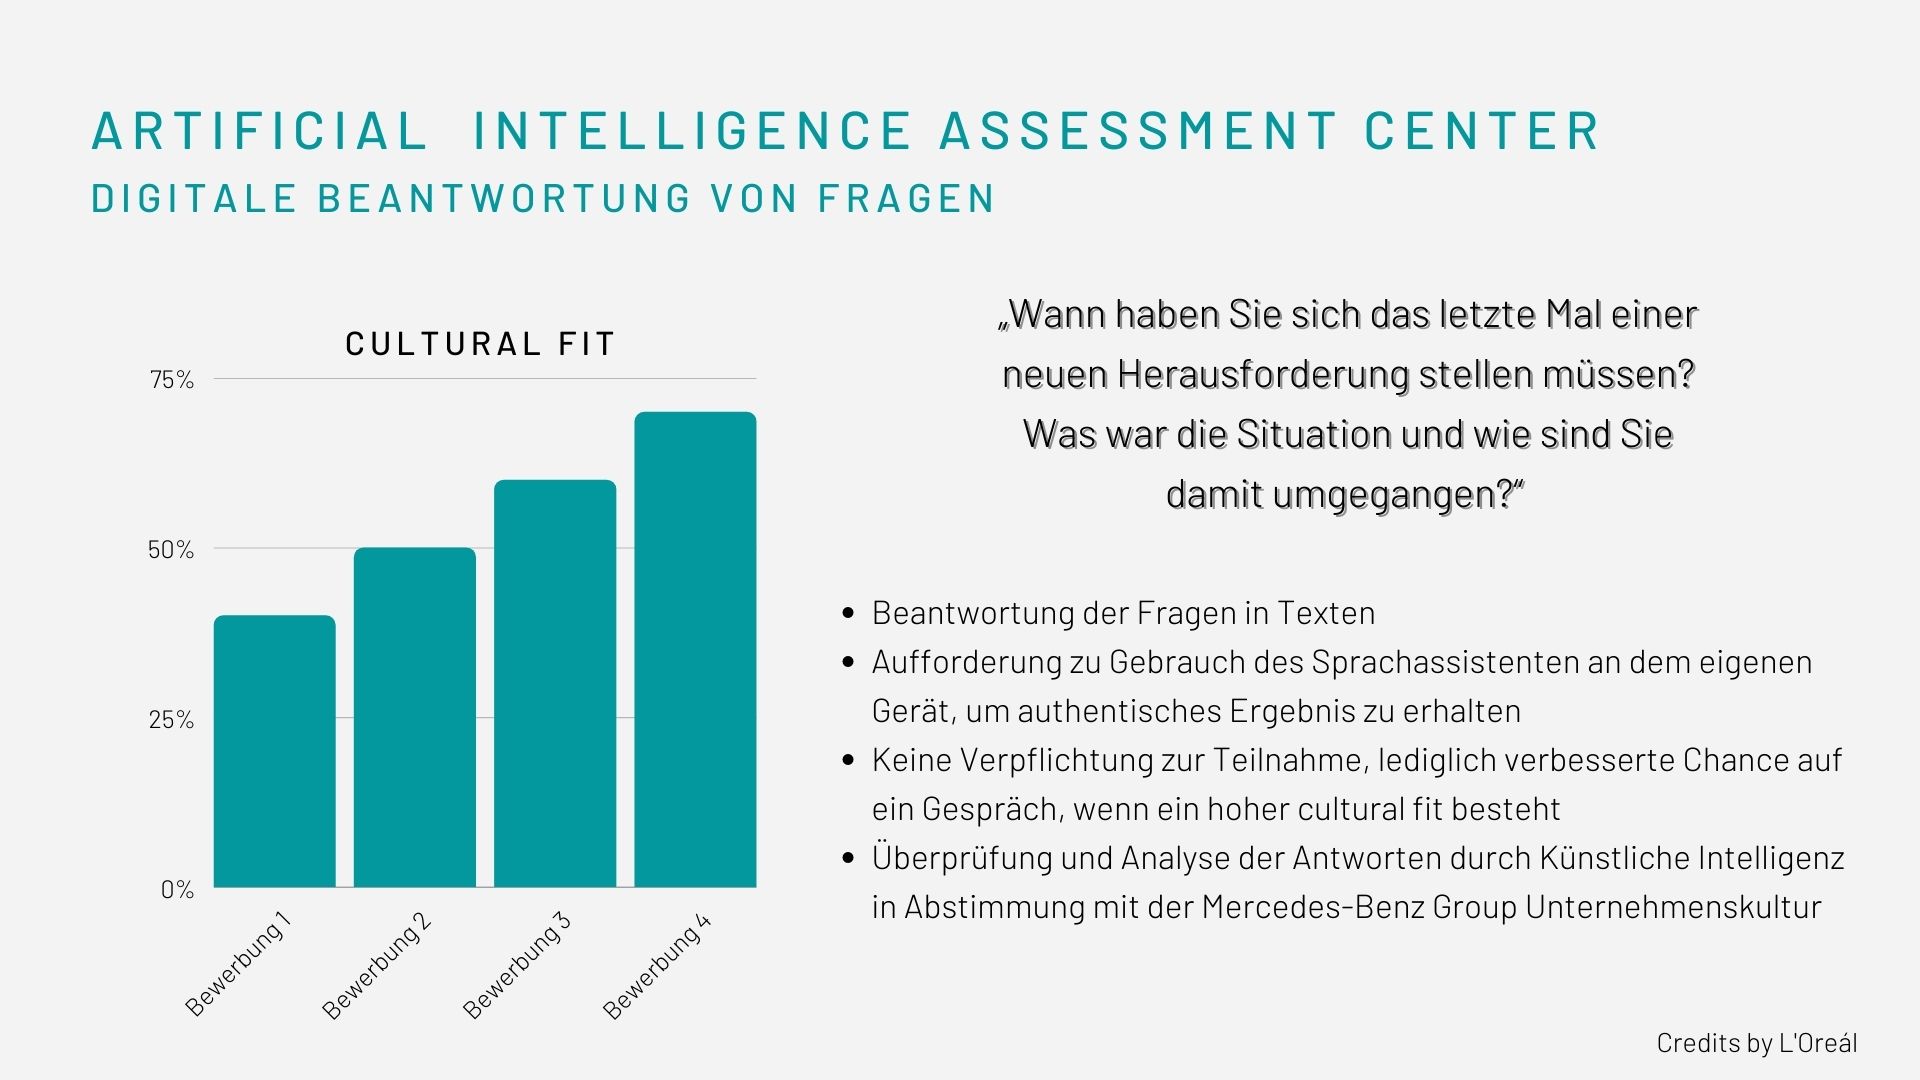 ARTIFICIAL INTELLIGENCE ASSESSMENT CENTER
DIGITALE BEANTWORTUNG VON FRAGEN
CULTURAL FIT
75%
50%
25%
0%
Bewerbung 1
Bewerbung 2
Bewerbung 3
Bewerbung 4
„Wann haben Sie sich das letzte Mal einer
neuen Herausforderung stellen müssen?
Was war die Situation und wie sind Sie
damit umgegangen?“
• Beantwortung der Fragen in Texten
• Aufforderung zu Gebrauch des Sprachassistenten an dem eigenen
Gerät, um authentisches Ergebnis zu erhalten
• Keine Verpflichtung zur Teilnahme, lediglich verbesserte Chance auf
ein Gespräch, wenn ein hoher cultural fit besteht
• Überprüfung und Analyse der Antworten durch Künstliche Intelligenz
in Abstimmung mit der Mercedes-Benz Group Unternehmenskultur
Credits by L'Oreál